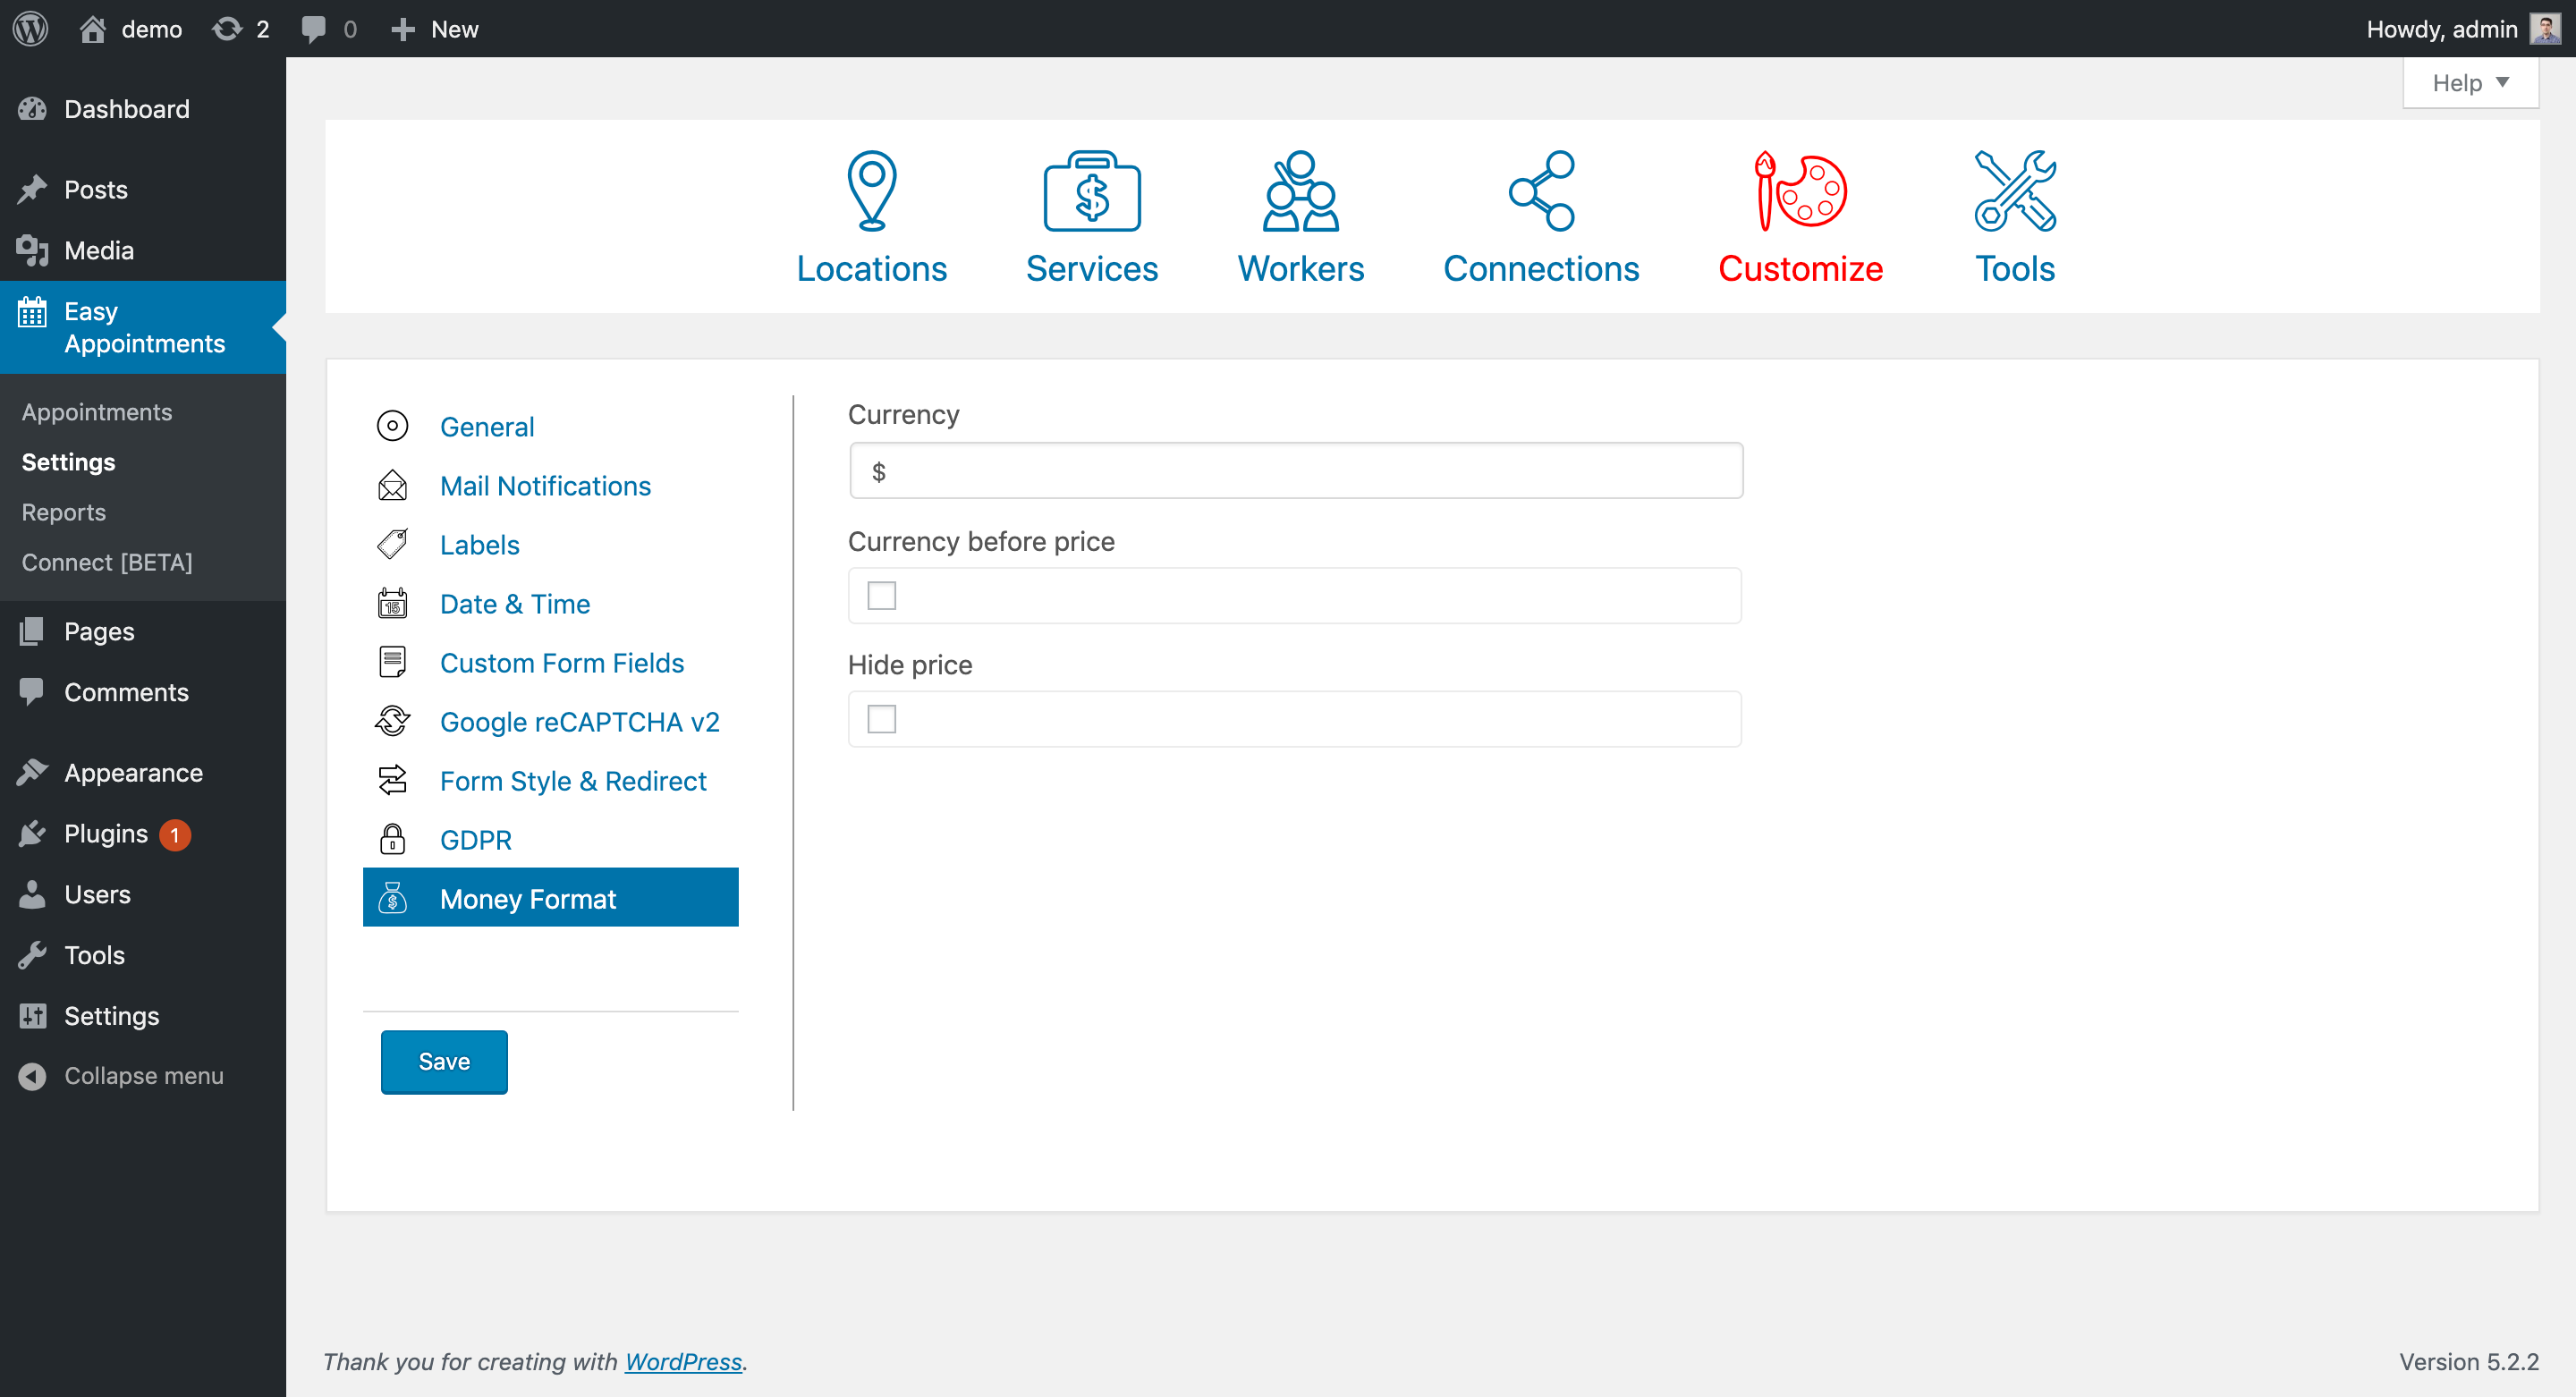 demo 2 0 New Howdy, admin
Help
Dashboard
Posts
Media
Easy
Appointments
Appointments
Settings
Reports
Connect [BETA]
Pages
Comments
Appearance
Plugins 1
Users
Tools
Settings
Collapse menu
Locations Services Workers Connections Customize Tools
General
Mail Notifications
Labels
15 Date & Time
Custom Form Fields
Google reCAPTCHA v2
Form Style & Redirect
GDPR
$ Money Format
Save
Currency
$
Currency before price
Hide price
Thank you for creating with WordPress.
Version 5.2.2